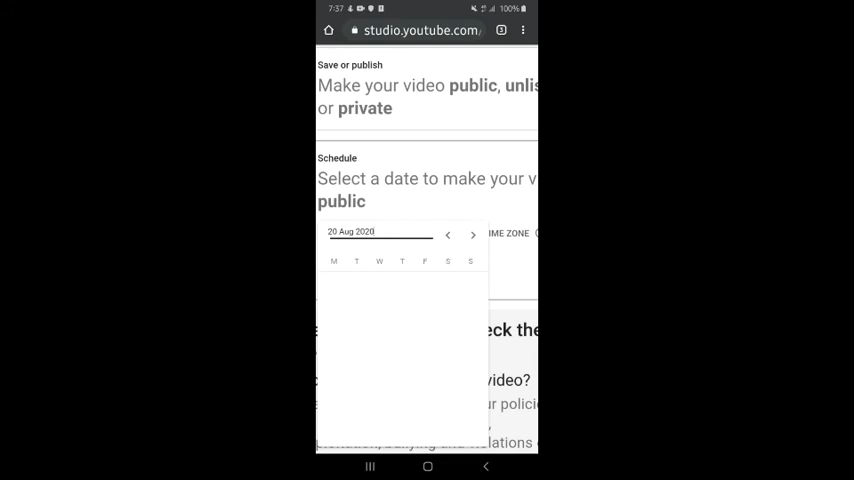 7:37 100%
studio.youtube.com/ 3
Save or publish
Make your video public, unlis
or private
Schedule
Select a date to make your v
public
20 Aug 2020
IME ZONE
M T W T F S S
eck the
video?
ur polici
lations